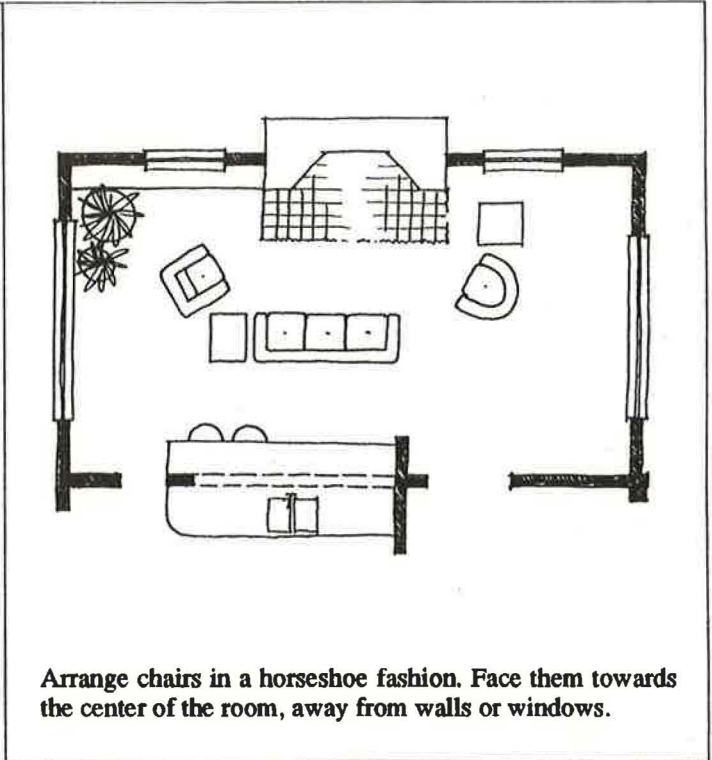 Arrange chairs in a horseshoe fashion. Face them towards
the center of the room, away from walls or windows.